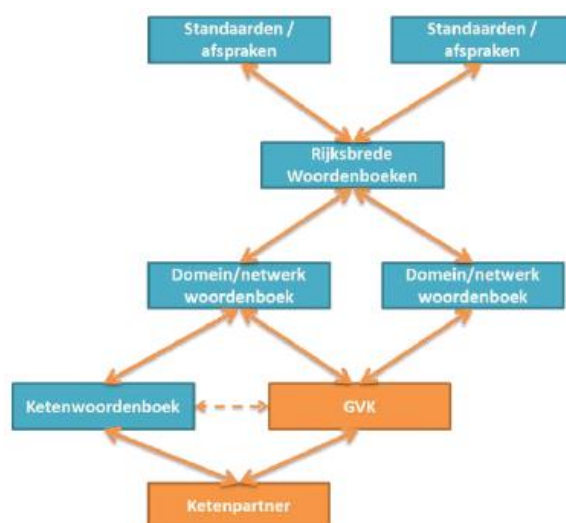 Standaarden /
afspraken
Standaarden /
afspraken
Rijksbrede
Woordenboeken
Domein/netwerk
woordenboek
Domein/netwerk
woordenboek
Ketenwoordenboek
GVK
Ketenpartner